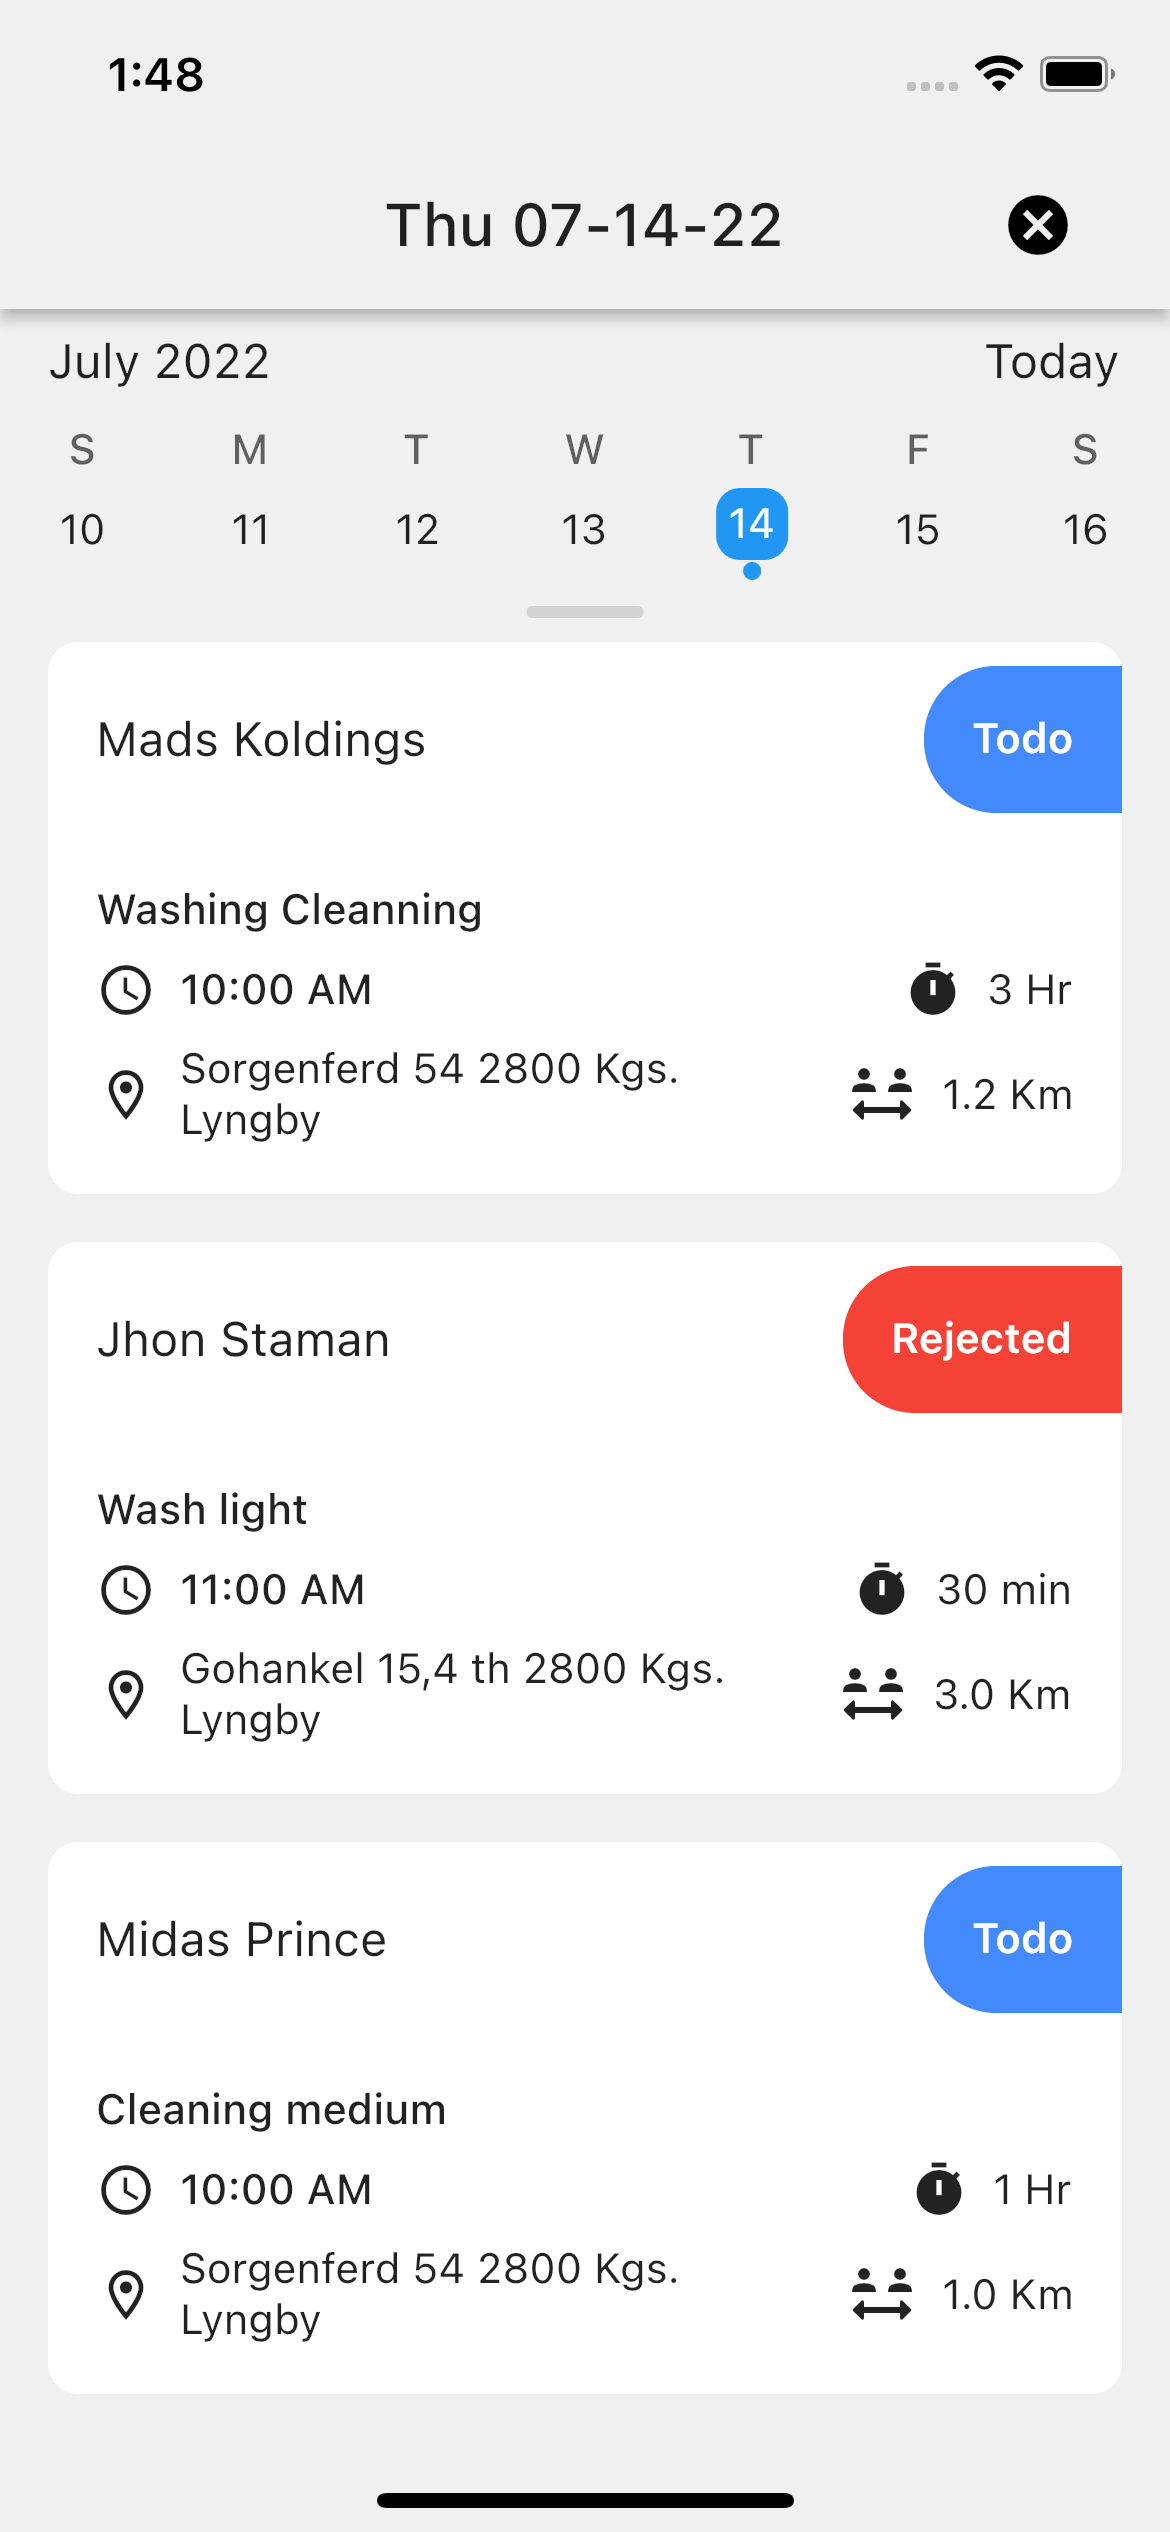 1:48
Thu 07-14-22
July 2022 Today
S M T W T F S
10 11 12 13 14 15 16
Mads Koldings Todo
Washing Cleanning
10:00 AM 3 Hr
Sorgenferd 54 2800 Kgs.
Lyngby
1.2 Km
Jhon Staman Rejected
Wash light
11:00 AM 30 min
Gohankel 15,4 th 2800 Kgs.
Lyngby
3.0 Km
Midas Prince Todo
Cleaning medium
10:00 AM 1 Hr
Sorgenferd 54 2800 Kgs.
Lyngby
1.0 Km